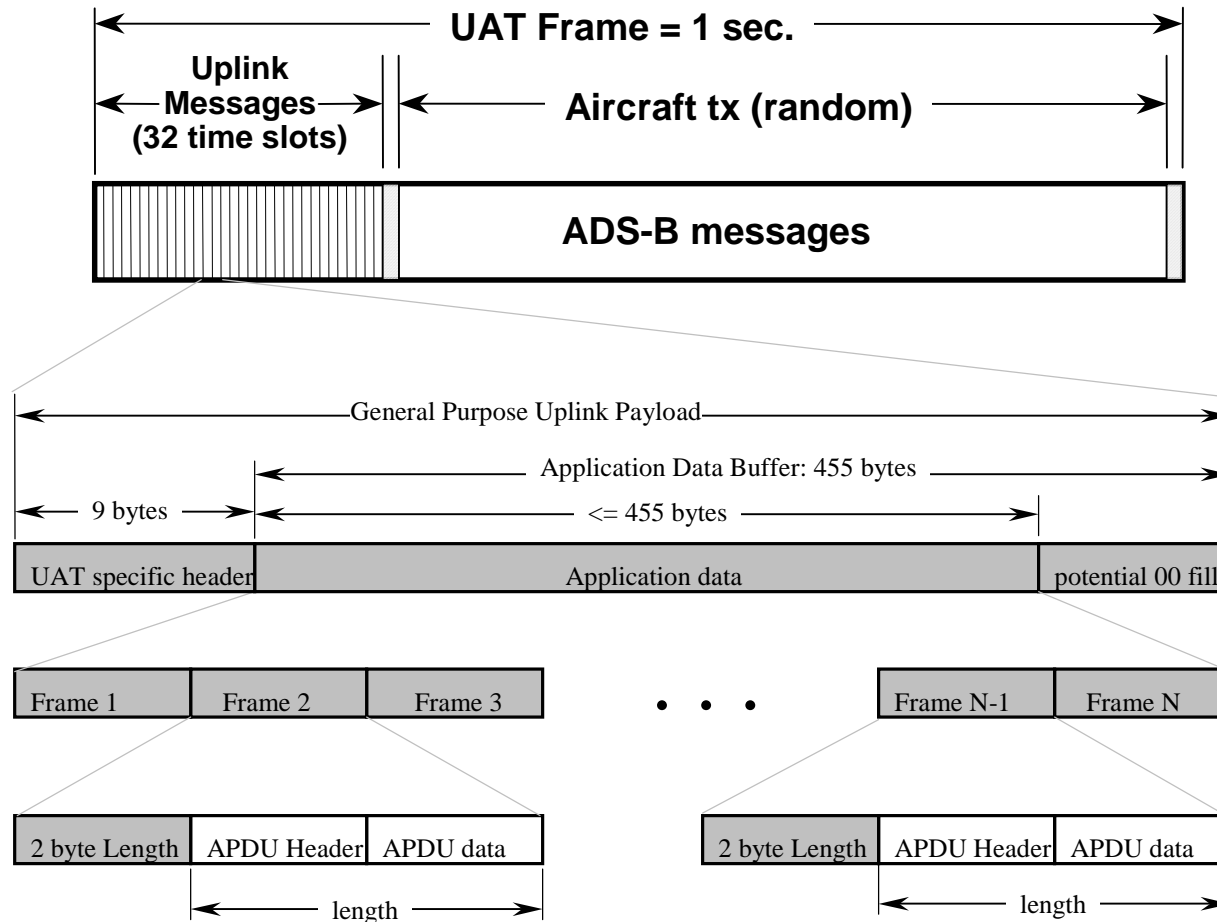 UAT Frame = 1 sec.
Uplink
Messages
(32 time slots)
Aircraft tx (random)
ADS-B messages
General Purpose Uplink Payload
Application Data Buffer: 455 bytes
9 bytes
<= 455 bytes
UAT specific header
Application data
potential 00 fill
Frame 1
Frame 2
Frame 3
• • •
Frame N-1
Frame N
2 byte Length
APDU Header
APDU data
2 byte Length
APDU Header
APDU data
length
length